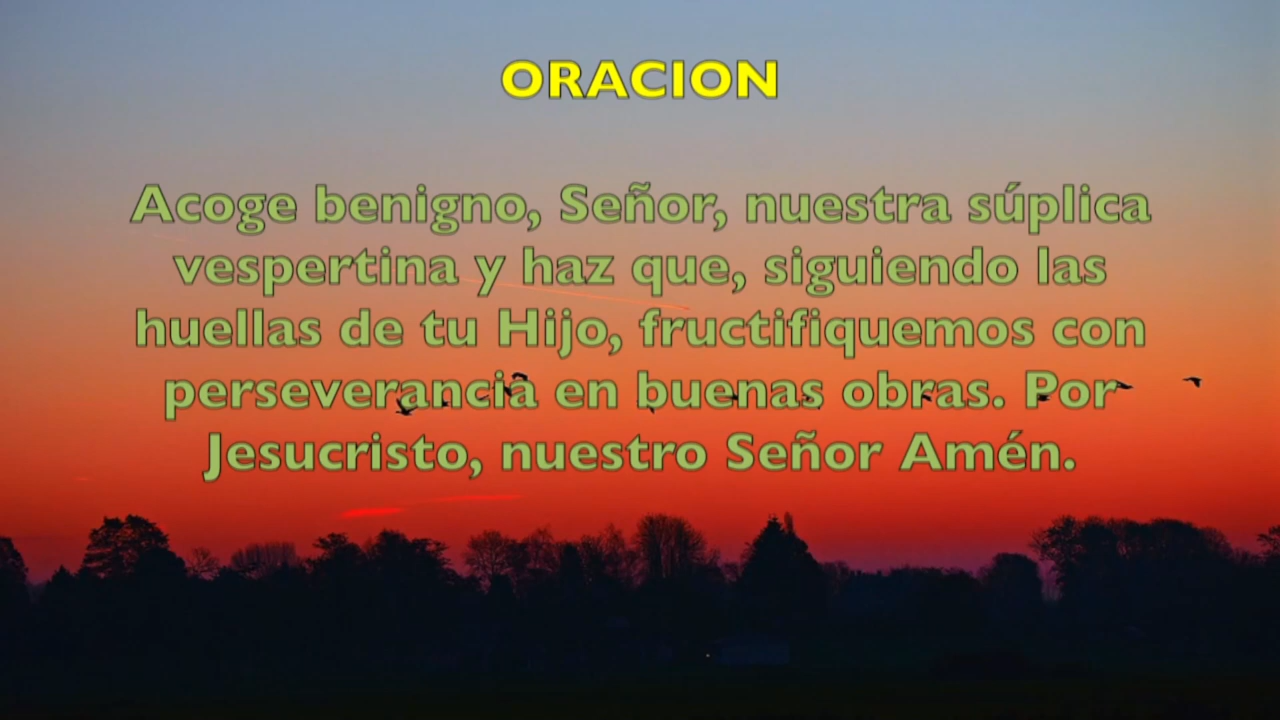 ORACION
Acoge benigno, Señor, nuestra súplica
vespertina y haz que, siguiendo las
huellas de tu Hijo, fructifiquemos con
perseverancia en buenas obras. Por
Jesucristo, nuestro Señor Amén.